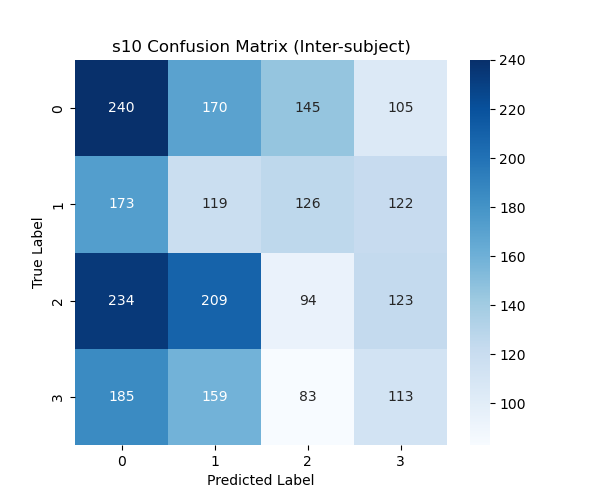 s10 Confusion Matrix (Inter-subject)
240
0
240 170 145 105
220
200
1
173 119 126 122
180
True Label
160
2
234 209 94 123
140
120
3
185 159 83 113
100
0 1 2 3
Predicted Label